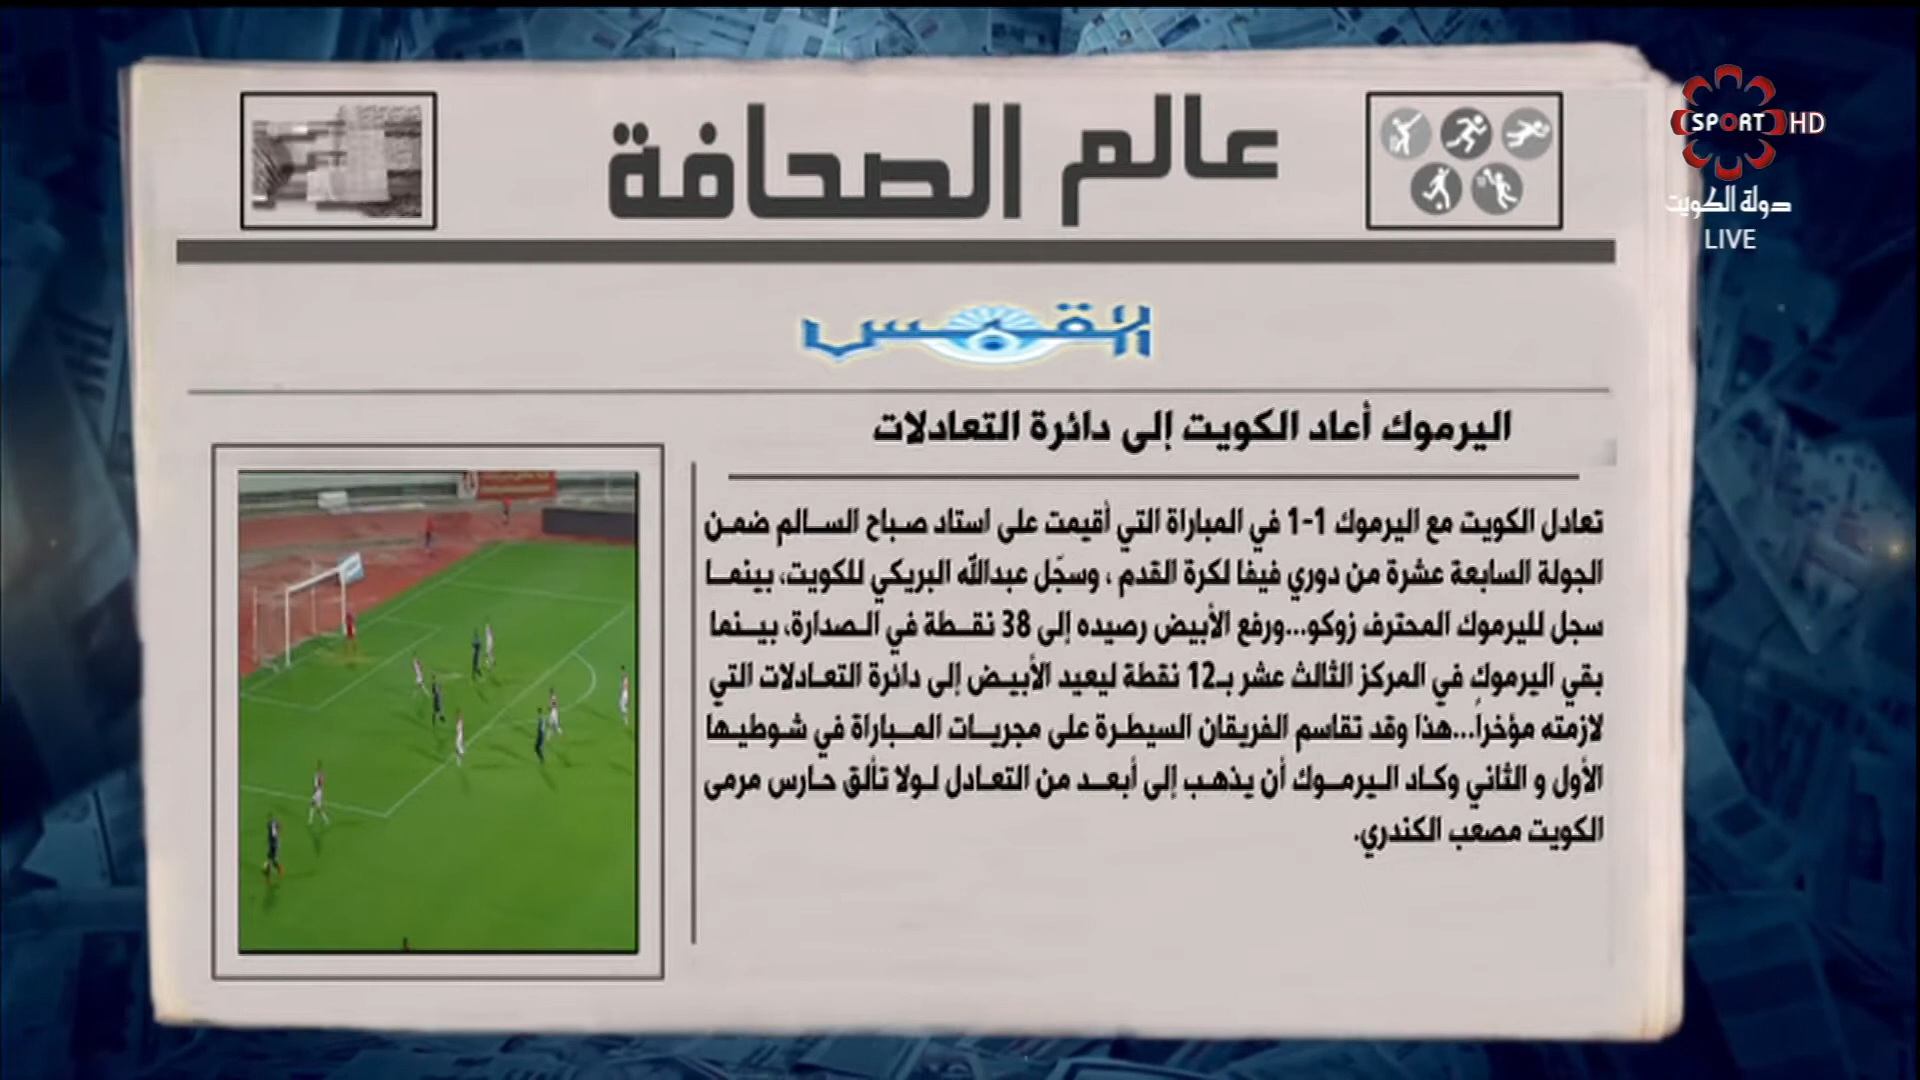 عالم الصحافة
SPORT HD
دولة الكويت
LIVE
القبس
اليرموك أعاد الكويت إلى دائرة التعادلات
تعادل الكويت مع اليرموك 1-1 في المباراة التي أقيمت على استاد صباح السالم ضمن
الجولة السابعة عشرة من دوري فيفا لكرة القدم ، وسجّل عبدالله البريكي للكويت، بينما
سجل لليرموك المحترف زوكو...ورفع الأبيض رصيده إلى 38 نقطة في الصدارة، بينما
بقي اليرموك في المركز الثالث عشر بـ12 نقطة ليعيد الأبيض إلى دائرة التعادلات التي
لازمته مؤخراً...هذا وقد تقاسم الفريقان السيطرة على مجريات المباراة في شوطيها
الأول و الثاني وكاد اليرموك أن يذهب إلى أبعد من التعادل لولا تألق حارس مرمى
الكويت مصعب الكندري.